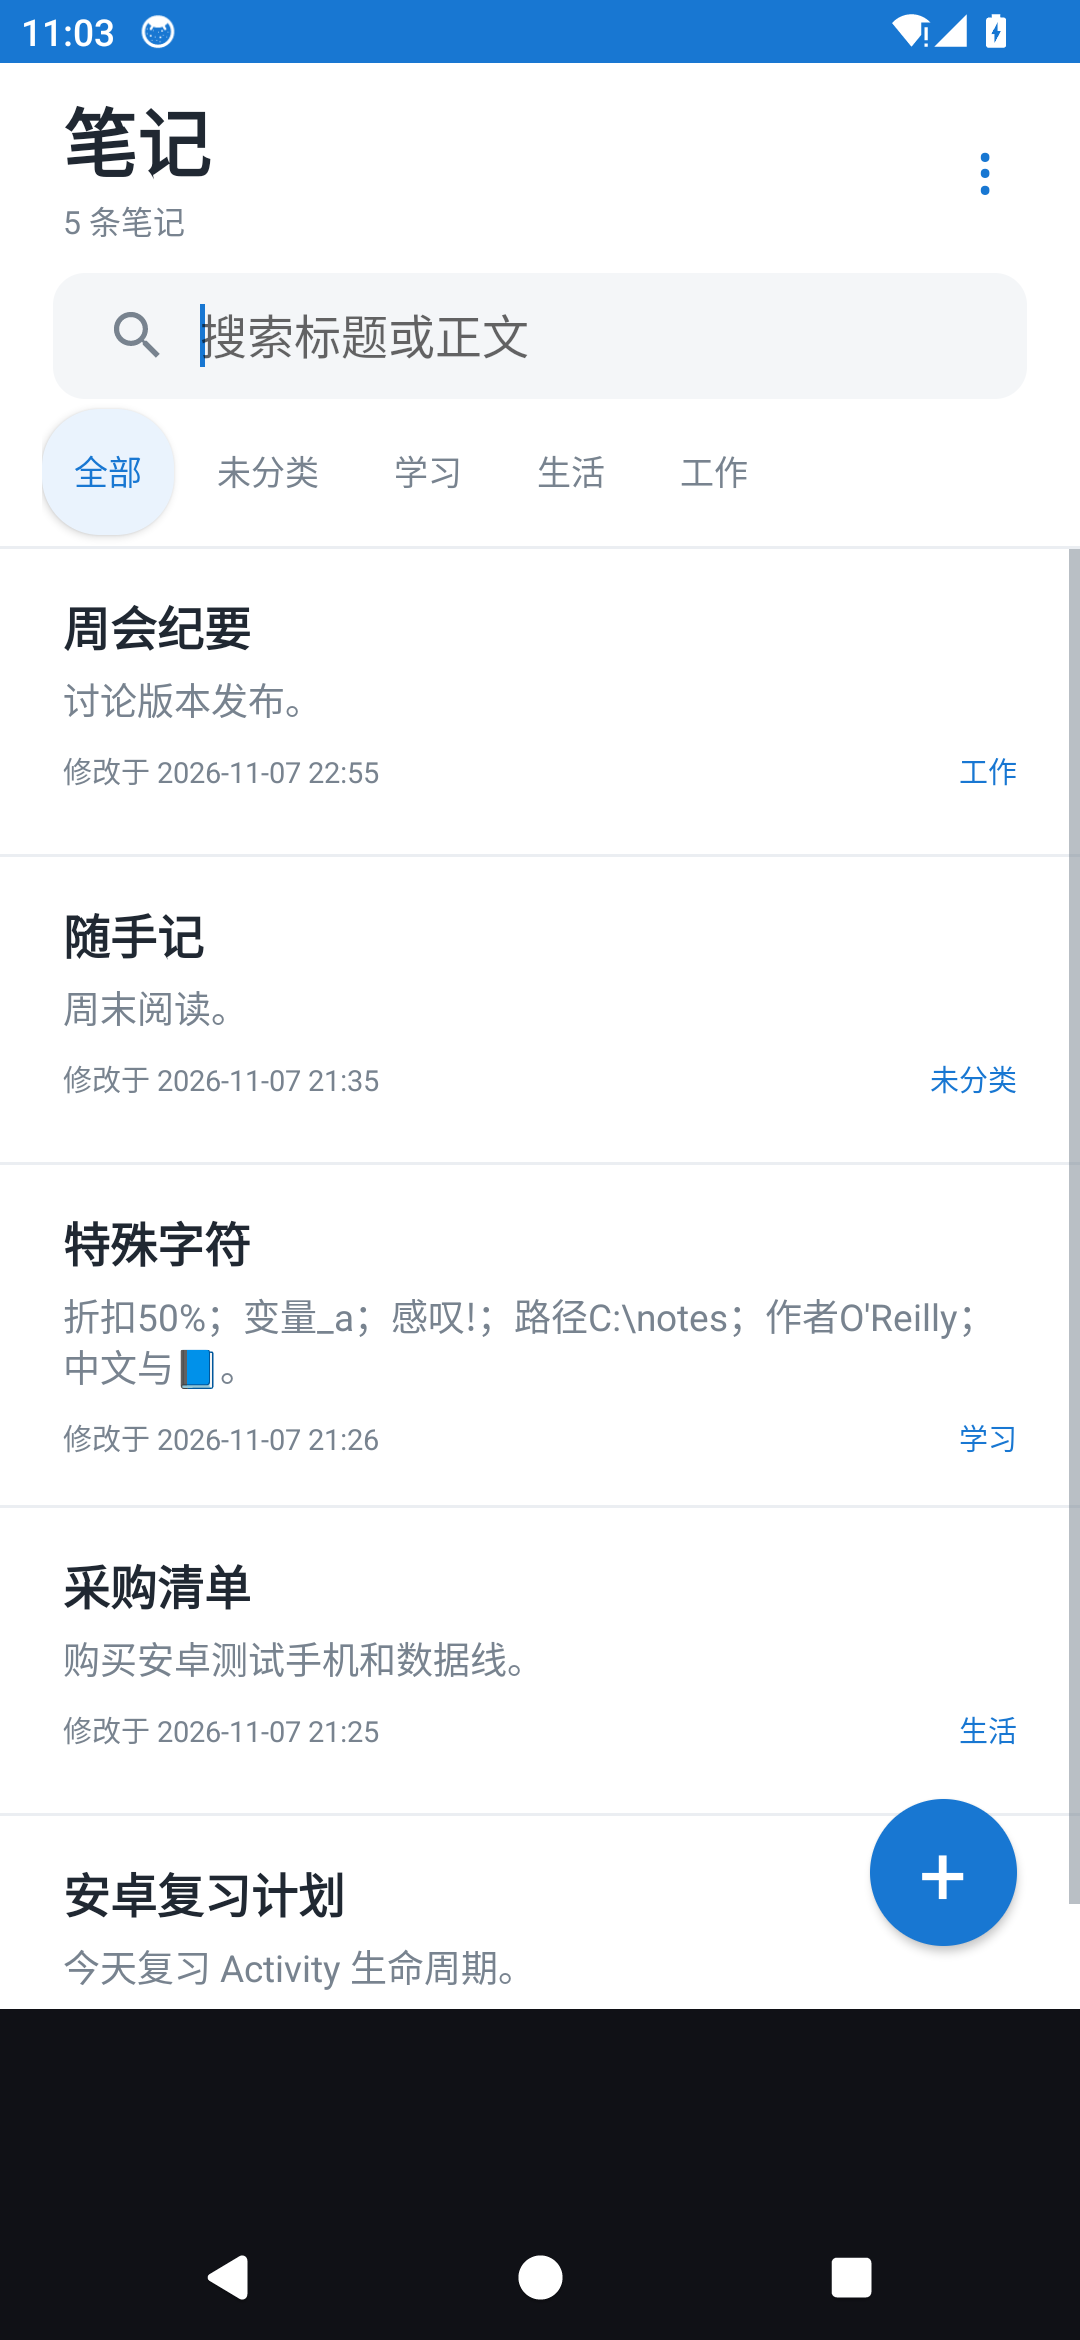 11:03
笔记
5 条笔记
搜索标题或正文
全部 未分类 学习 生活 工作
周会纪要
讨论版本发布。
修改于 2026-11-07 22:55 工作
随手记
周末阅读。
修改于 2026-11-07 21:35 未分类
特殊字符
折扣50%；变量_a；感叹!；路径C:\notes；作者O'Reilly；
中文与📘。
修改于 2026-11-07 21:26 学习
采购清单
购买安卓测试手机和数据线。
修改于 2026-11-07 21:25 生活
安卓复习计划
今天复习 Activity 生命周期。